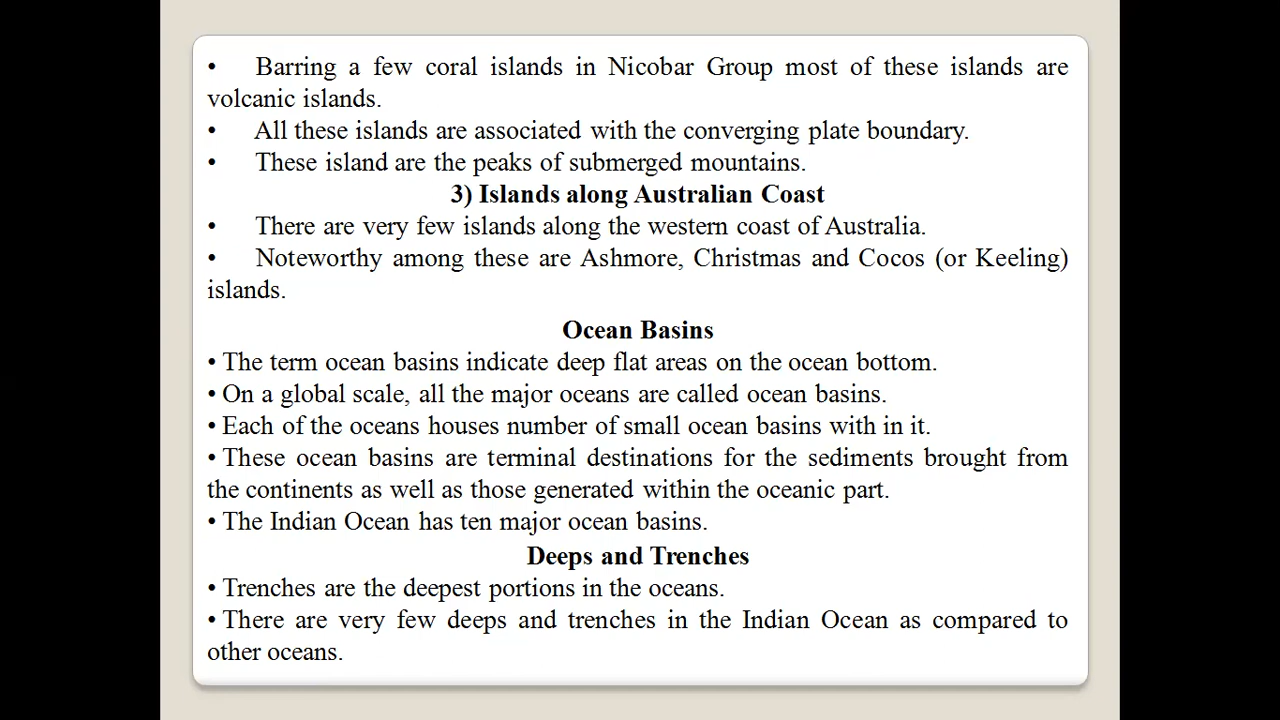 • Barring a few coral islands in Nicobar Group most of these islands are
volcanic islands.
• All these islands are associated with the converging plate boundary.
• These island are the peaks of submerged mountains.
3) Islands along Australian Coast
• There are very few islands along the western coast of Australia.
• Noteworthy among these are Ashmore, Christmas and Cocos (or Keeling)
islands.
Ocean Basins
• The term ocean basins indicate deep flat areas on the ocean bottom.
• On a global scale, all the major oceans are called ocean basins.
• Each of the oceans houses number of small ocean basins with in it.
• These ocean basins are terminal destinations for the sediments brought from
the continents as well as those generated within the oceanic part.
• The Indian Ocean has ten major ocean basins.
Deeps and Trenches
• Trenches are the deepest portions in the oceans.
• There are very few deeps and trenches in the Indian Ocean as compared to
other oceans.